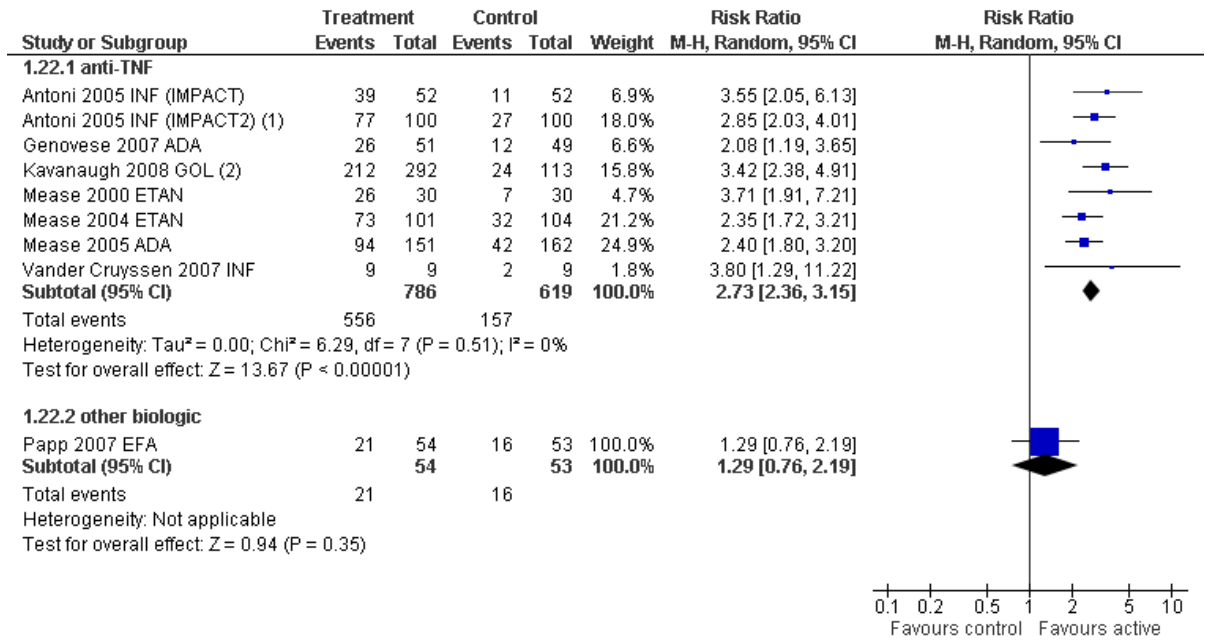 Treatment Control Risk Ratio Risk Ratio
Study or Subgroup Events Total Events Total Weight M-H, Random, 95% CI M-H, Random, 95% CI
1.22.1 anti-TNF
Antoni 2005 INF (IMPACT) 39 52 11 52 6.9% 3.55 [2.05, 6.13]
Antoni 2005 INF (IMPACT2) (1) 77 100 27 100 18.0% 2.85 [2.03, 4.01]
Genovese 2007 ADA 26 51 12 49 6.6% 2.08 [1.19, 3.65]
Kavanaugh 2008 GOL (2) 212 292 24 113 15.8% 3.42 [2.38, 4.91]
Mease 2000 ETAN 26 30 7 30 4.7% 3.71 [1.91, 7.21]
Mease 2004 ETAN 73 101 32 104 21.2% 2.35 [1.72, 3.21]
Mease 2005 ADA 94 151 42 162 24.9% 2.40 [1.80, 3.20]
Vander Cruyssen 2007 INF 9 9 2 9 1.8% 3.80 [1.29, 11.22]
Subtotal (95% CI) 786 619 100.0% 2.73 [2.36, 3.15]
Total events 556 157
Heterogeneity: Tau² = 0.00; Chi² = 6.29, df = 7 (P = 0.51); I² = 0%
Test for overall effect: Z = 13.67 (P < 0.00001)
1.22.2 other biologic
Papp 2007 EFA 21 54 16 53 100.0% 1.29 [0.76, 2.19]
Subtotal (95% CI) 54 53 100.0% 1.29 [0.76, 2.19]
Total events 21 16
Heterogeneity: Not applicable
Test for overall effect: Z = 0.94 (P = 0.35)
0.1 0.2 0.5 1 2 5 10
Favours control Favours active